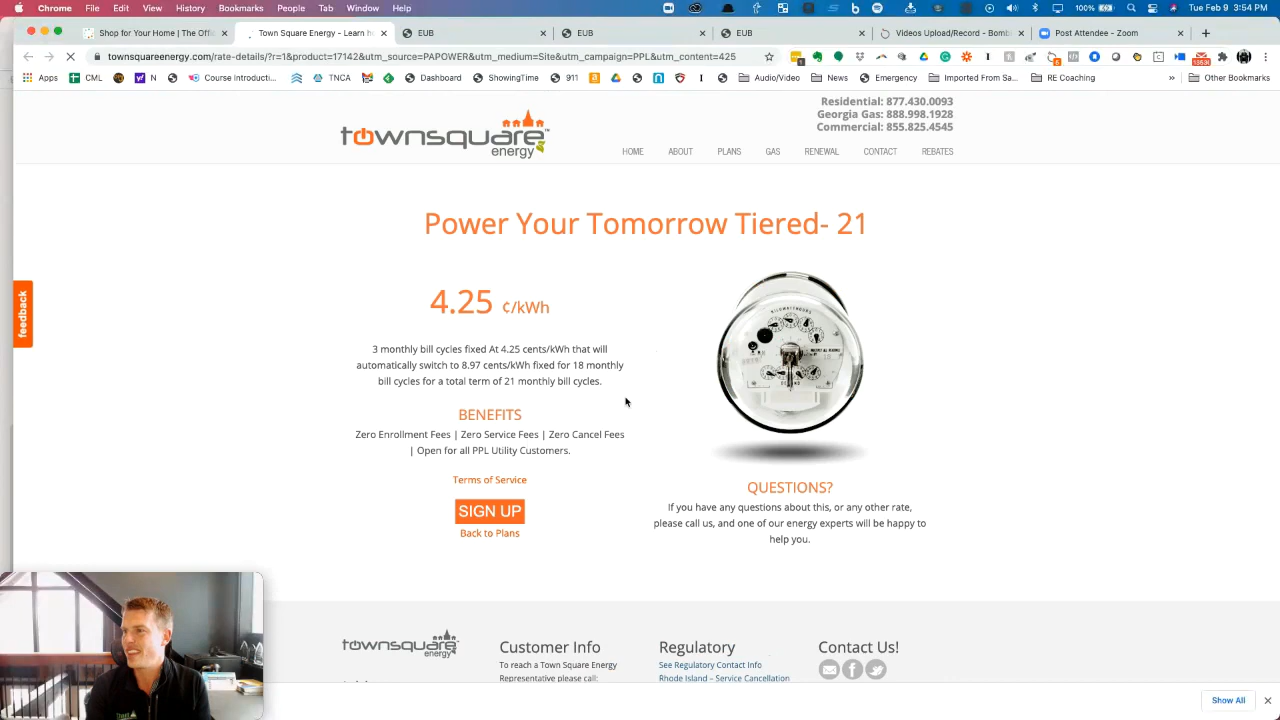 Chrome File Edit View History Bookmarks People Tab Window Help
Tue Feb 9 3:54 PM
Shop for Your Home | The Offi
Town Square Energy – Learn ho
EUB
EUB
EUB
Videos Upload/Record - Bomb
Post Attendee - Zoom
townsquareenergy.com/rate-details/?ts=1&product=17142&utm_source=PAPOWER&utm_medium=Site&utm_campaign=PPL&utm_content=425
Apps
CML
N
Course Introducti...
TNCA
Dashboard
ShowingTime
911
Audio/Video
News
Emergency
Imported From Sa...
RE Coaching
»
Other Bookmarks
Residential: 877.430.0093
Georgia Gas: 888.998.1928
Commercial: 855.825.4545
townsquare™
energy
HOME ABOUT PLANS GAS RENEWAL CONTACT REBATES
Power Your Tomorrow Tiered- 21
4.25 ¢/kWh
3 monthly bill cycles fixed At 4.25 cents/kWh that will
automatically switch to 8.97 cents/kWh fixed for 18 monthly
bill cycles for a total term of 21 monthly bill cycles.
BENEFITS
Zero Enrollment Fees | Zero Service Fees | Zero Cancel Fees
| Open for all PPL Utility Customers.
Terms of Service
SIGN UP
Back to Plans
feedback
KILOWATTHOURS
QUESTIONS?
If you have any questions about this, or any other rate,
please call us, and one of our energy experts will be happy to
help you.
townsquare
energy
Customer Info
To reach a Town Square Energy
Representative please call:
Regulatory
See Regulatory Contact Info
Rhode Island – Service Cancellation
Contact Us!
Show All